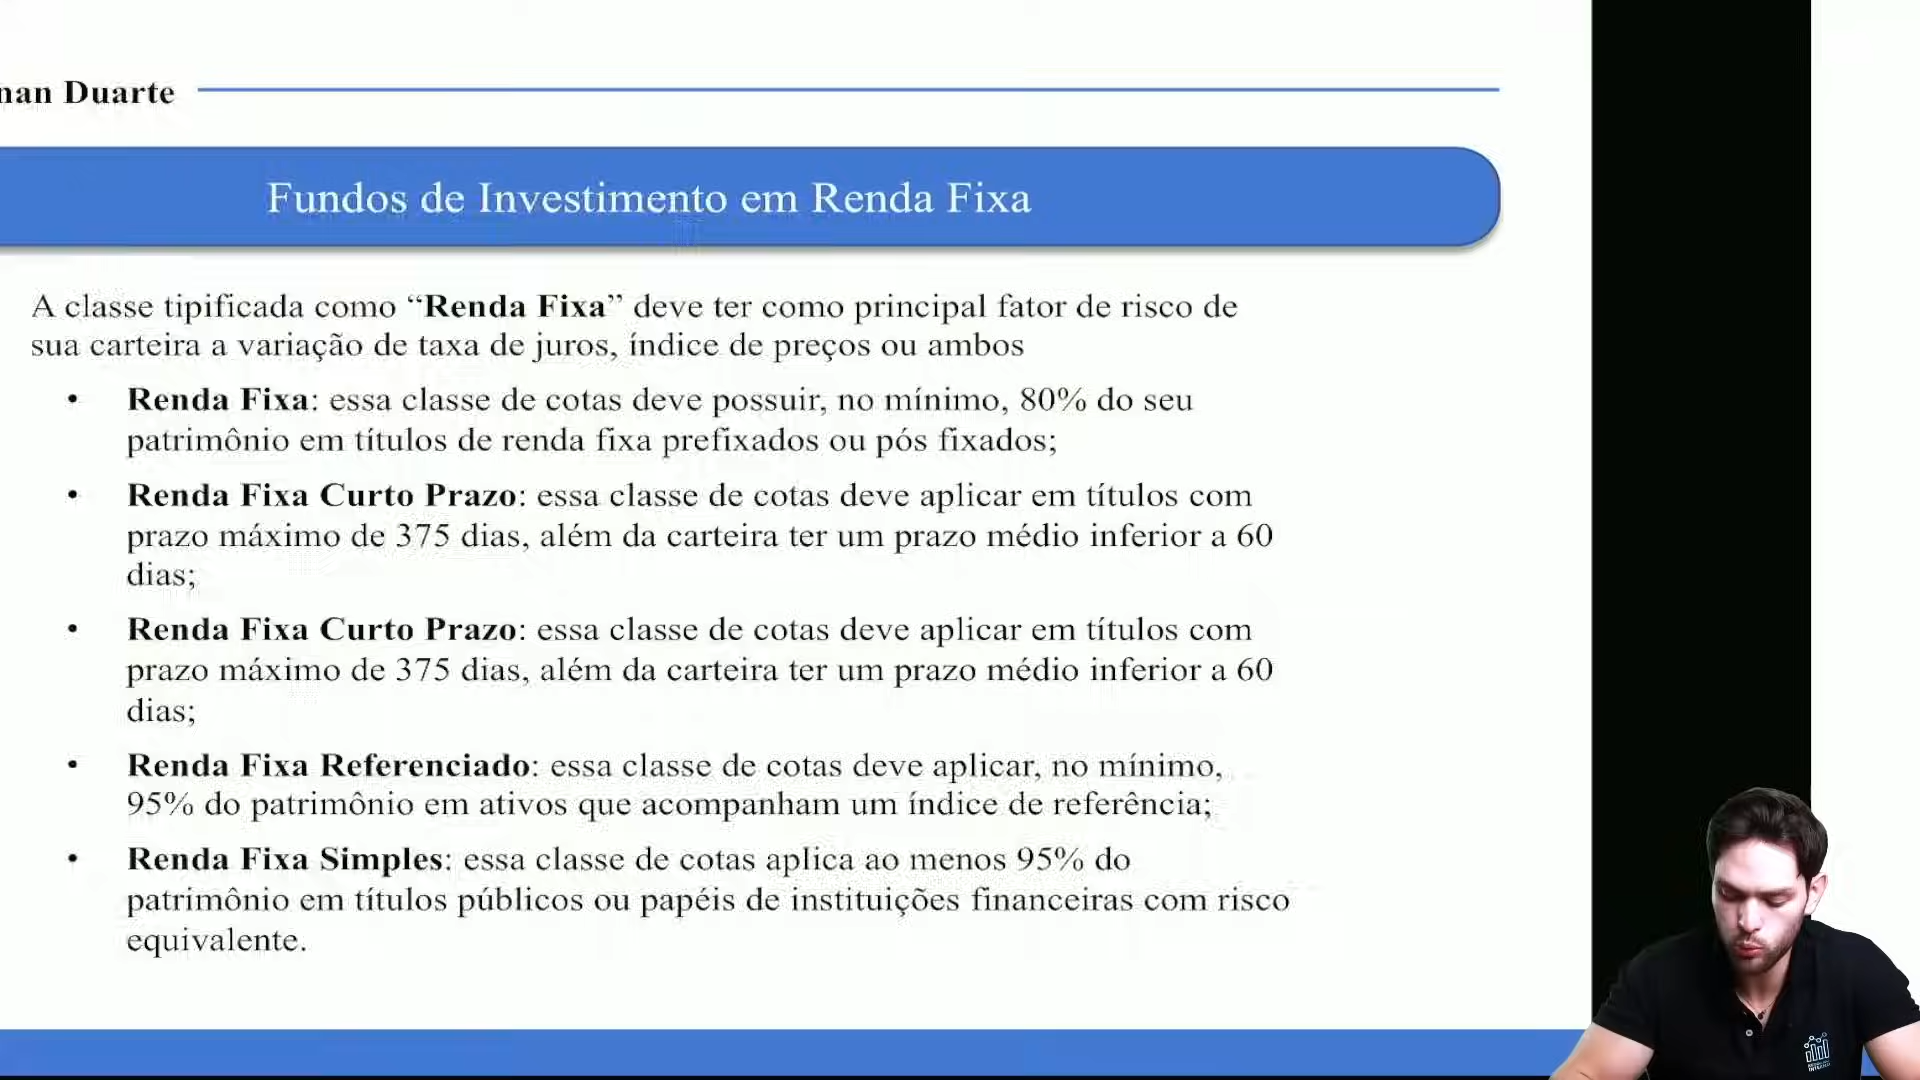 nan Duarte
Fundos de Investimento em Renda Fixa
A classe tipificada como “Renda Fixa” deve ter como principal fator de risco de
sua carteira a variação de taxa de juros, índice de preços ou ambos
• Renda Fixa: essa classe de cotas deve possuir, no mínimo, 80% do seu
patrimônio em títulos de renda fixa prefixados ou pós fixados;
• Renda Fixa Curto Prazo: essa classe de cotas deve aplicar em títulos com
prazo máximo de 375 dias, além da carteira ter um prazo médio inferior a 60
dias;
• Renda Fixa Curto Prazo: essa classe de cotas deve aplicar em títulos com
prazo máximo de 375 dias, além da carteira ter um prazo médio inferior a 60
dias;
• Renda Fixa Referenciado: essa classe de cotas deve aplicar, no mínimo,
95% do patrimônio em ativos que acompanham um índice de referência;
• Renda Fixa Simples: essa classe de cotas aplica ao menos 95% do
patrimônio em títulos públicos ou papéis de instituições financeiras com risco
equivalente.